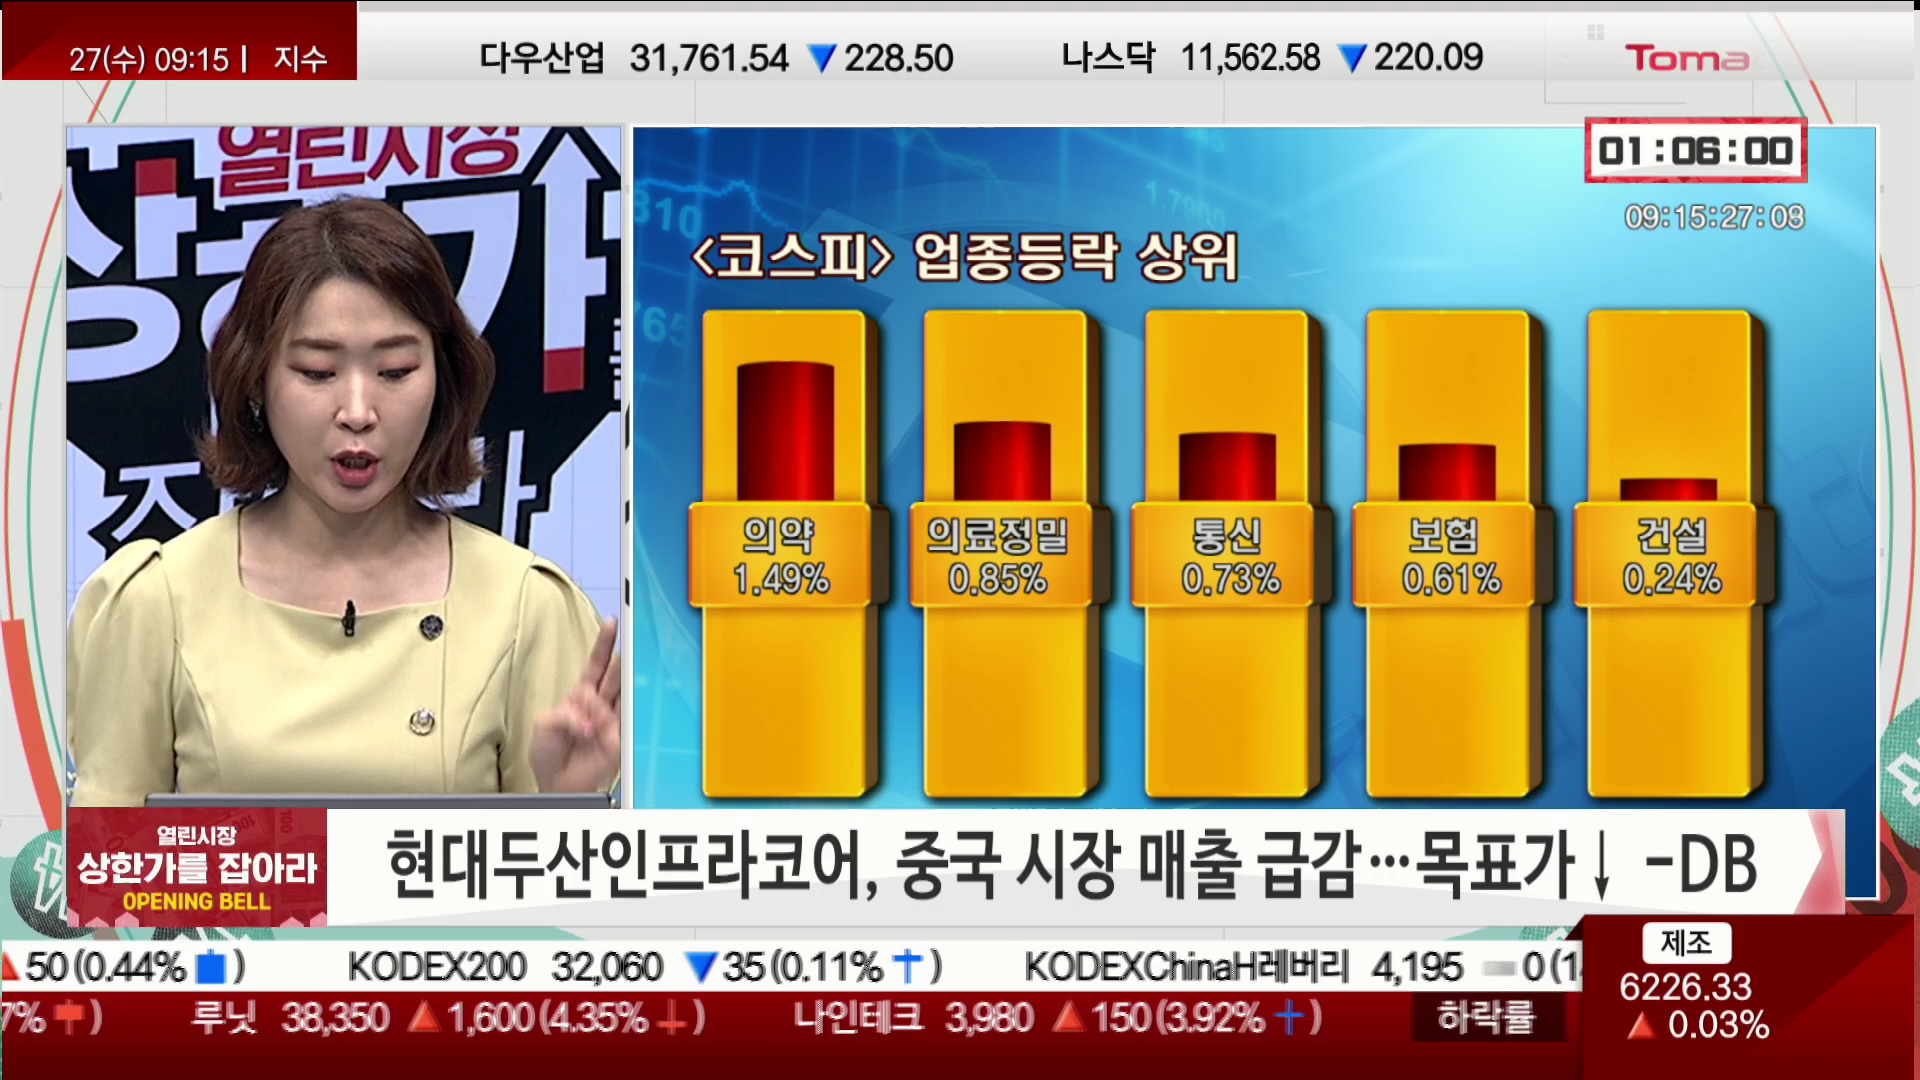 27(수) 09:15 | 지수
다우산업 31,761.54 ▼228.50 나스닥 11,562.58 ▼220.09
Toma
01:06:00
09:15:27:03
열린시장
<코스피> 업종등락 상위
의약 1.49%
의료정밀 0.85%
통신 0.73%
보험 0.61%
건설 0.24%
열린시장
상한가를 잡아라
OPENING BELL
현대두산인프라코어, 중국 시장 매출 급감…목표가↓ -DB
▲50(0.44% ) KODEX200 32,060 ▼35(0.11% ) KODEXChinaH레버리 4,195 0(
7% ) 루닛 38,350 ▲1,600(4.35% ) 나인테크 3,980 ▲150(3.92% ) 하락률
제조
6226.33
▲ 0.03%